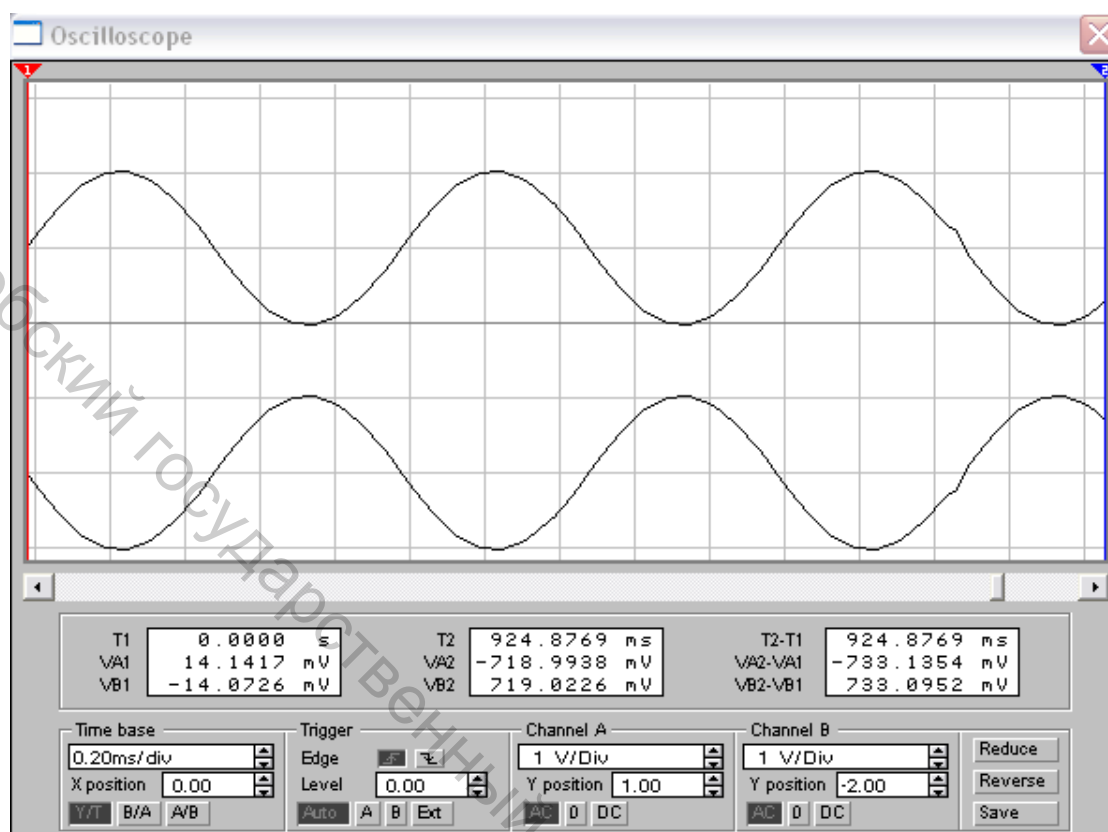 Oscilloscope
1 2
T1 0.0000 s T2 924.8769 ms T2-T1 924.8769 ms
VA1 14.1417 mV VA2 -718.9938 mV VA2-VA1 -733.1354 mV
VB1 -14.0726 mV VB2 719.0226 mV VB2-VB1 733.0952 mV
Time base Trigger Channel A Channel B
0.20ms/div Edge 1 V/Div 1 V/Div Reduce
X position 0.00 Level 0.00 Y position 1.00 Y position -2.00 Reverse
Y/T B/A A/B Auto A B Ext AC 0 DC AC 0 DC Save
государственный